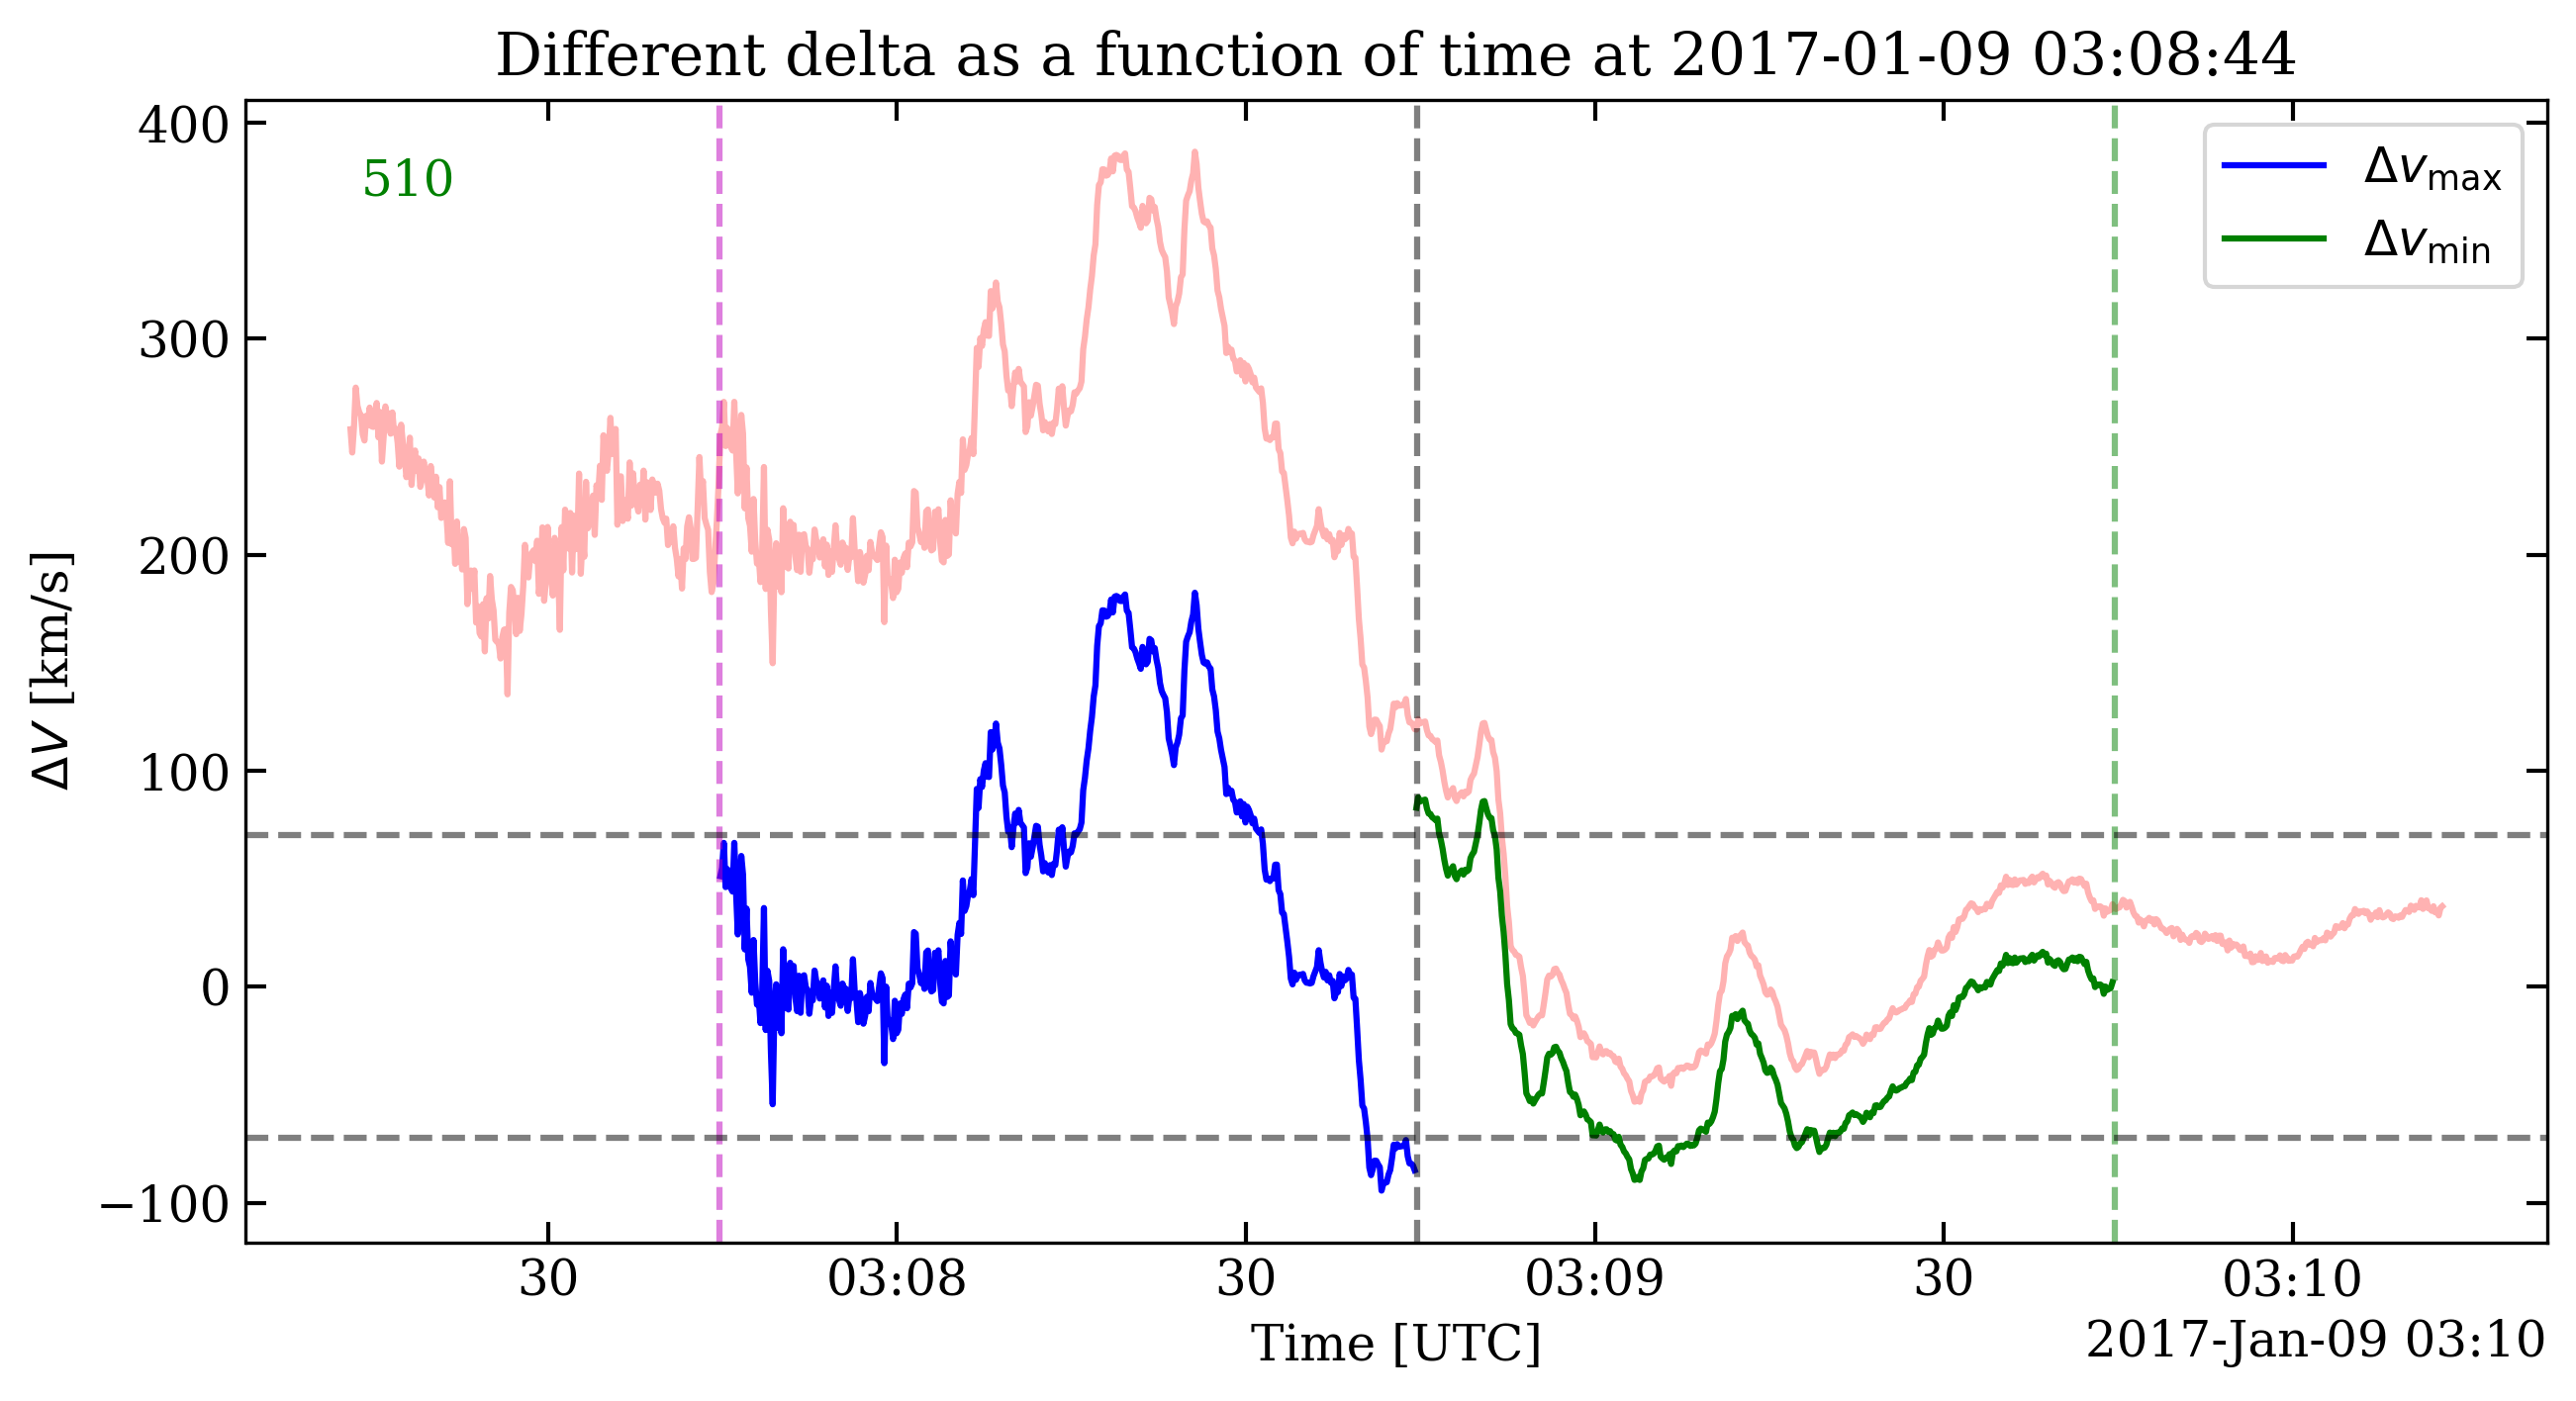 Different delta as a function of time at 2017-01-09 03:08:44
510
Δv_max
Δv_min
400
300
200
100
0
−100
ΔV [km/s]
30 03:08 30 03:09 30 03:10
Time [UTC]
2017-Jan-09 03:10